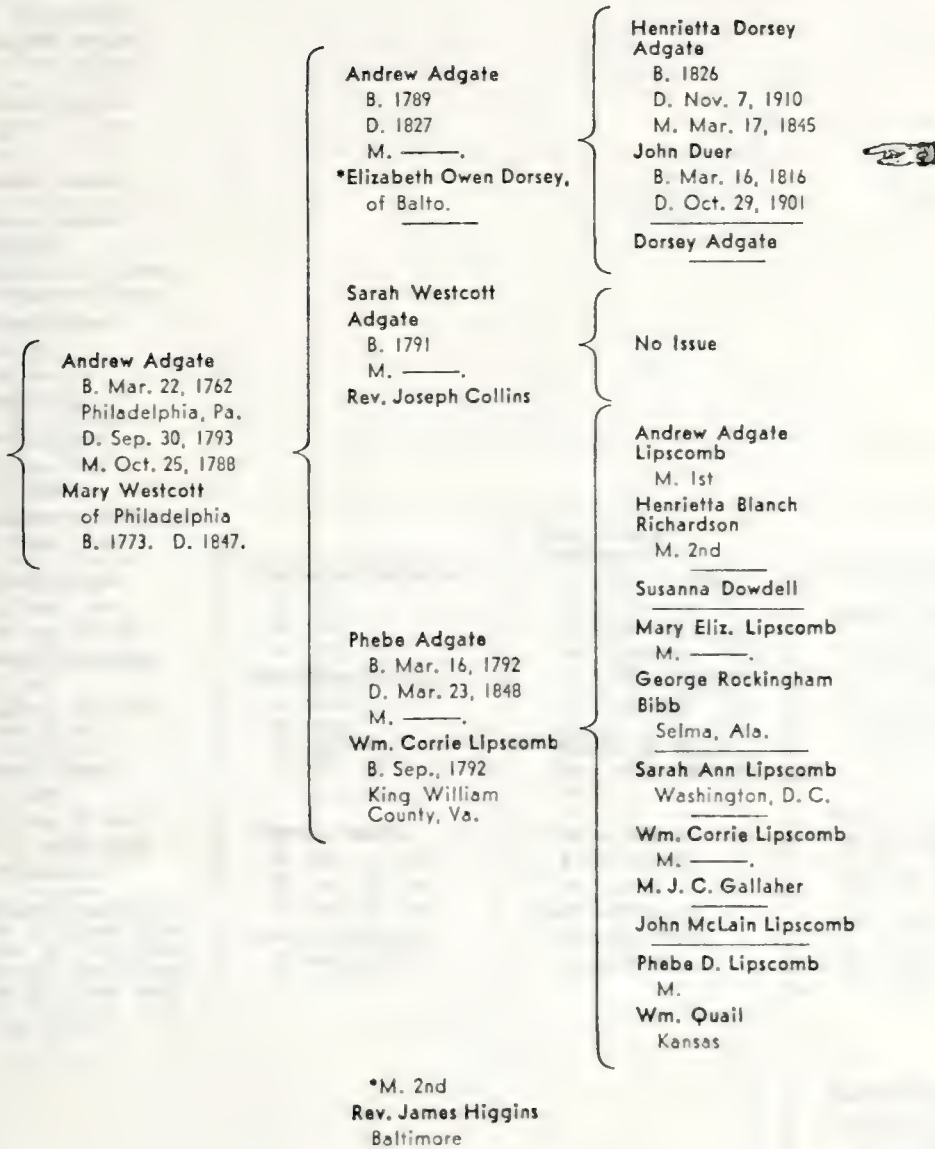 Andrew Adgate
B. Mar. 22, 1762
Philadelphia, Pa.
D. Sep. 30, 1793
M. Oct. 25, 1788
Mary Westcott
of Philadelphia
B. 1773. D. 1847.
Andrew Adgate
B. 1789
D. 1827
M. ———.
*Elizabeth Owen Dorsey,
of Balto.
Sarah Westcott
Adgate
B. 1791
M. ———.
Rev. Joseph Collins
Phebe Adgate
B. Mar. 16, 1792
D. Mar. 23, 1848
M. ———.
Wm. Corrie Lipscomb
B. Sep., 1792
King William
County, Va.
Henrietta Dorsey
Adgate
B. 1826
D. Nov. 7, 1910
M. Mar. 17, 1845
John Duer
B. Mar. 16, 1816
D. Oct. 29, 1901
Dorsey Adgate
No Issue
Andrew Adgate
Lipscomb
M. 1st
Henrietta Blanch
Richardson
M. 2nd
Susanna Dowdell
Mary Eliz. Lipscomb
M. ———.
George Rockingham
Bibb
Selma, Ala.
Sarah Ann Lipscomb
Washington, D. C.
Wm. Corrie Lipscomb
M. ———.
M. J. C. Gallaher
John McLain Lipscomb
Phebe D. Lipscomb
M.
Wm. Quail
Kansas
*M. 2nd
Rev. James Higgins
Baltimore